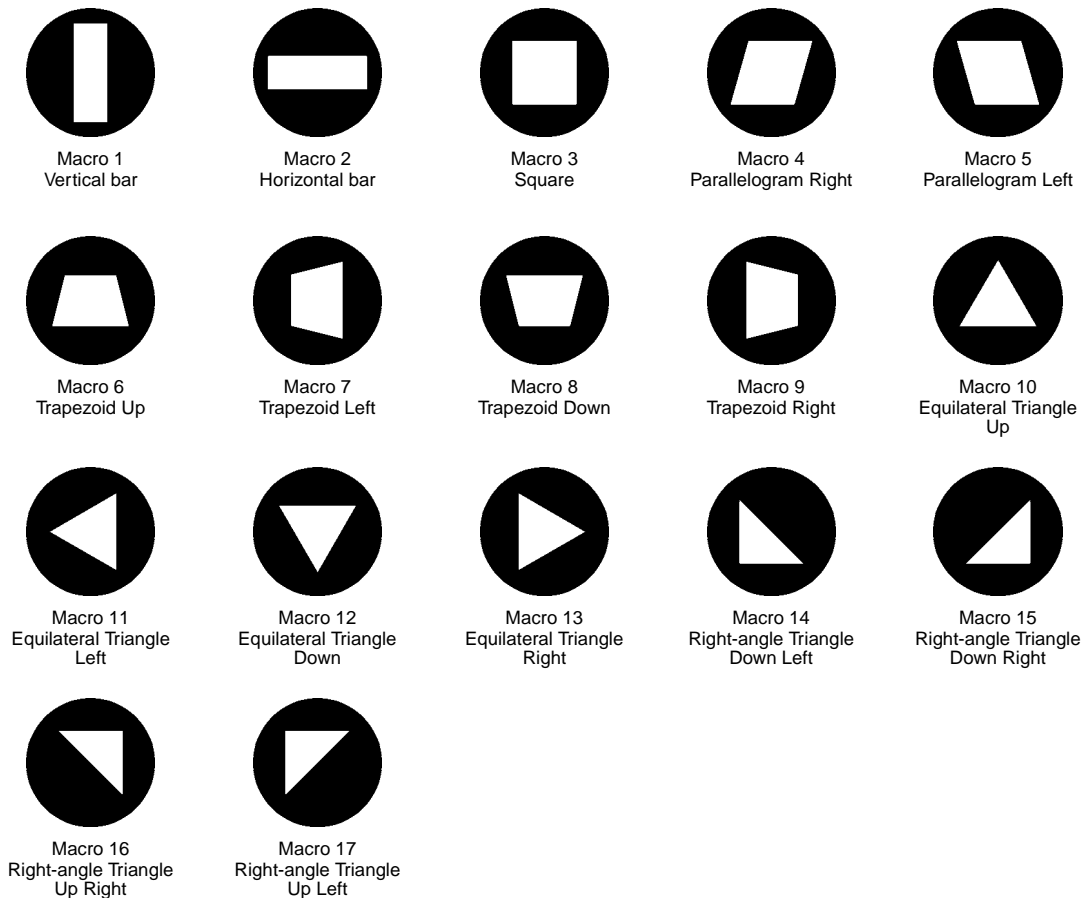 Macro 1
Vertical bar
Macro 2
Horizontal bar
Macro 3
Square
Macro 4
Parallelogram Right
Macro 5
Parallelogram Left
Macro 6
Trapezoid Up
Macro 7
Trapezoid Left
Macro 8
Trapezoid Down
Macro 9
Trapezoid Right
Macro 10
Equilateral Triangle
Up
Macro 11
Equilateral Triangle
Left
Macro 12
Equilateral Triangle
Down
Macro 13
Equilateral Triangle
Right
Macro 14
Right-angle Triangle
Down Left
Macro 15
Right-angle Triangle
Down Right
Macro 16
Right-angle Triangle
Up Right
Macro 17
Right-angle Triangle
Up Left